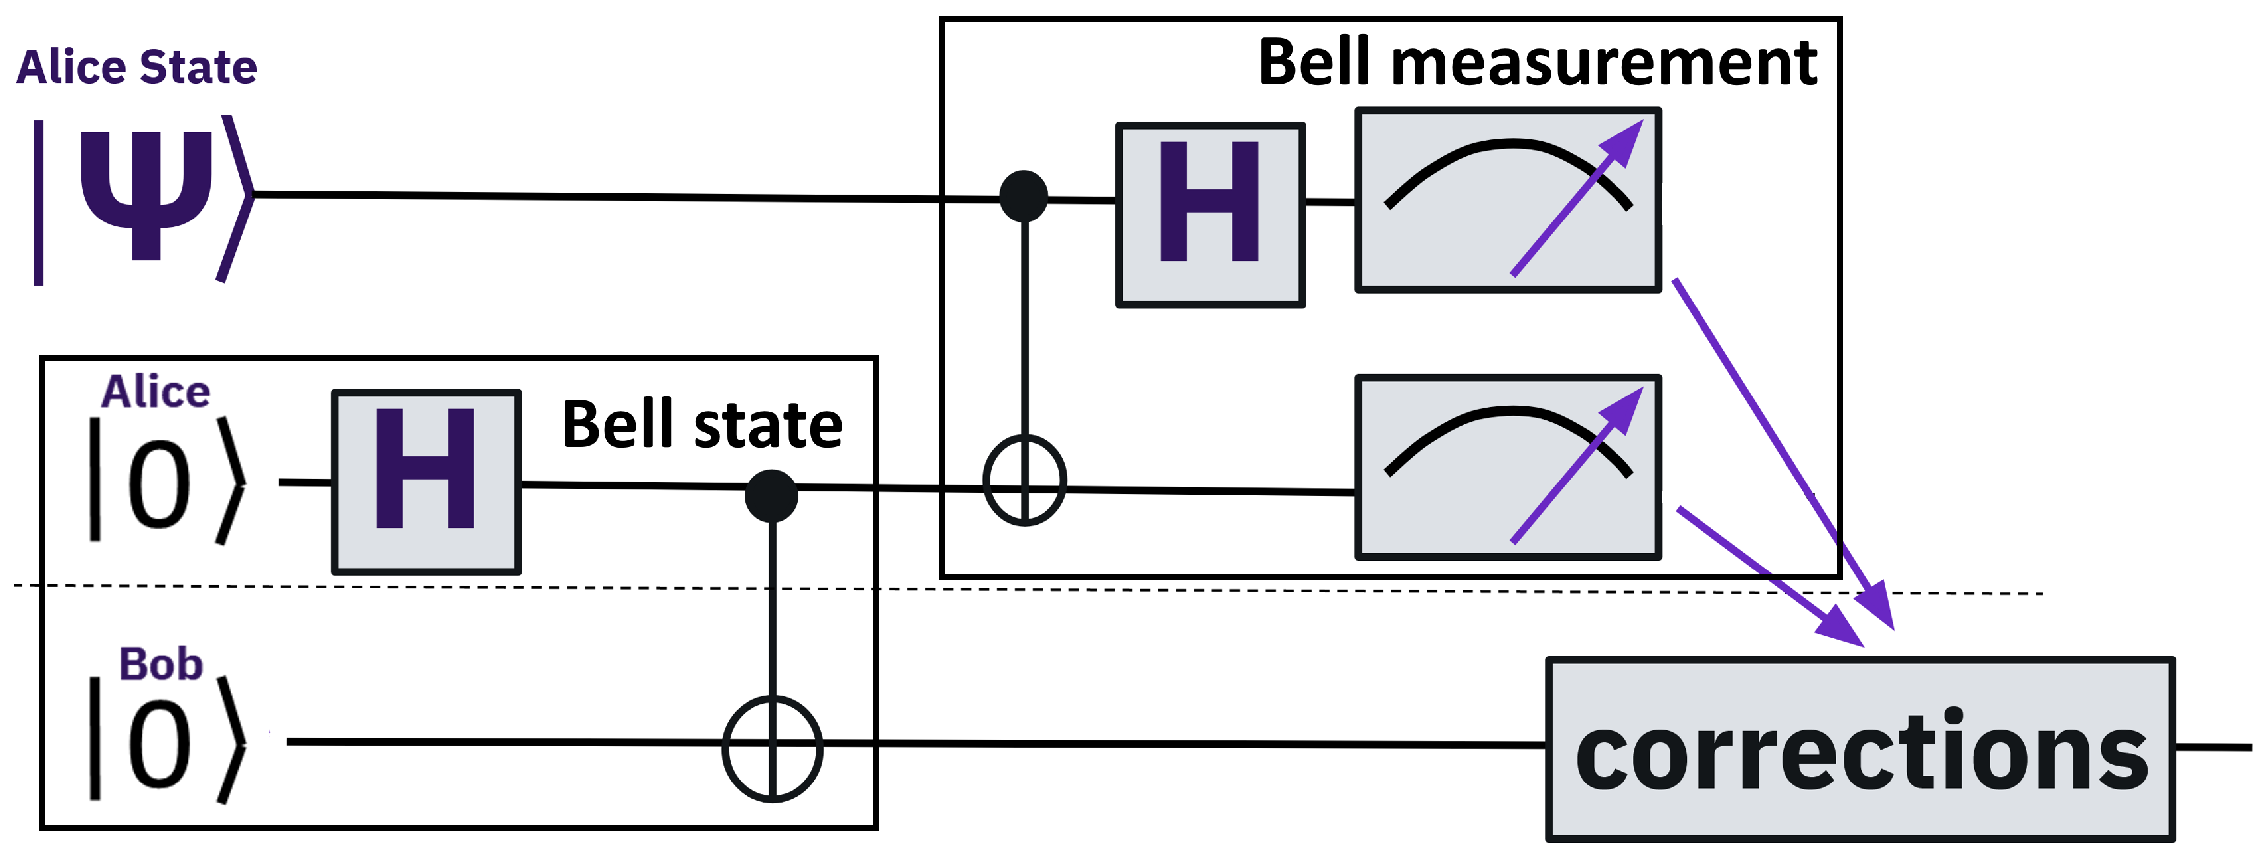 Bell measurement
Alice State
|Ψ⟩
H
Alice
|0⟩
H
Bell state
Bob
|0⟩
corrections